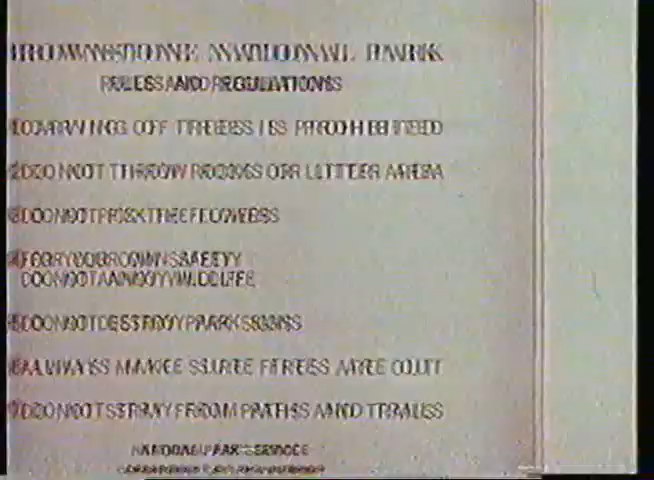 BROWNSTONE NATIONAL PARK
RULES AND REGULATIONS
1. CARVING OF TREES IS PROHIBITED
2. DO NOT THROW ROCKS OR LITTER AREA
3. DO NOT PICK THE FLOWERS
4. FOR YOUR OWN SAFETY
DO NOT ANNOY WILDLIFE
5. DO NOT DESTROY PARK SIGNS
6. ALWAYS MAKE SURE FIRES ARE OUT
7. DO NOT STRAY FROM PATHS AND TRAILS
NATIONAL PARK SERVICE